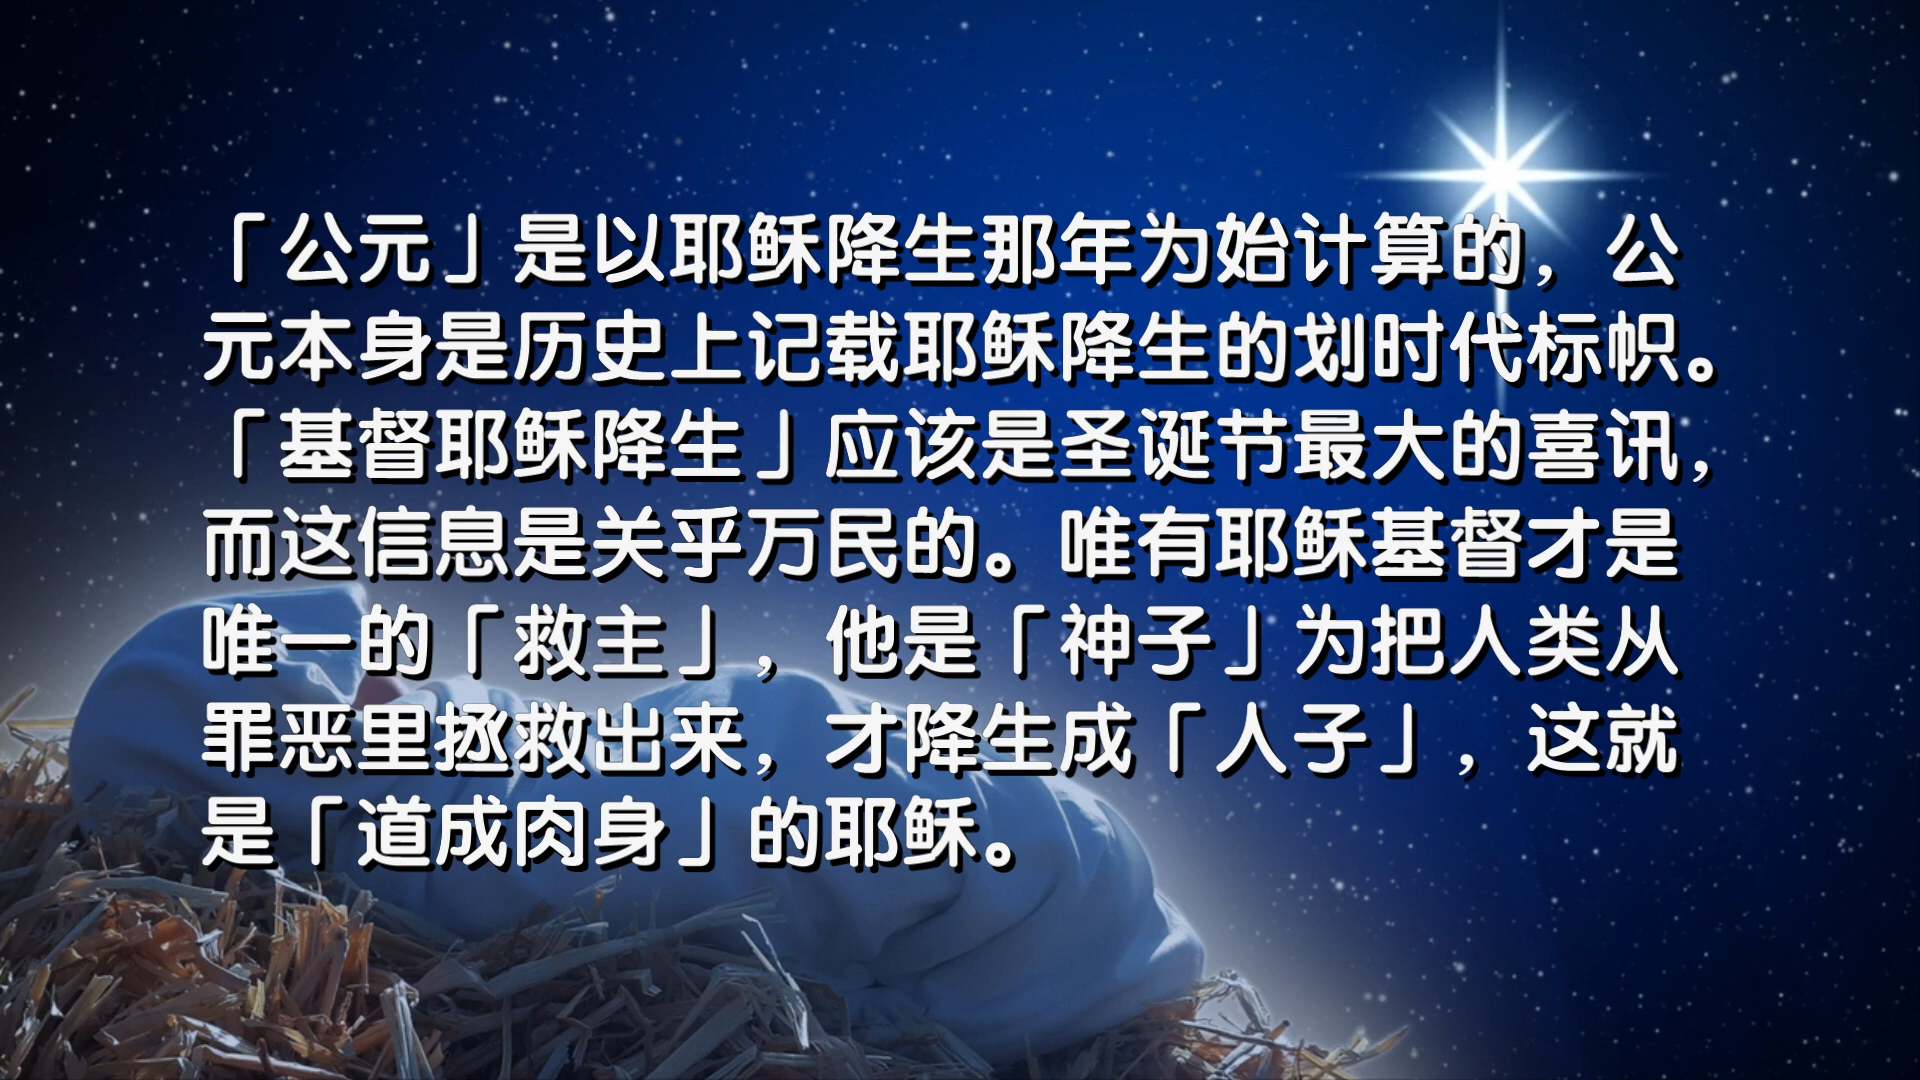 「公元」是以耶稣降生那年为始计算的，公
元本身是历史上记载耶稣降生的划时代标帜。
「基督耶稣降生」应该是圣诞节最大的喜讯，
而这信息是关乎万民的。唯有耶稣基督才是
唯一的「救主」，他是「神子」为把人类从
罪恶里拯救出来，才降生成「人子」，这就
是「道成肉身」的耶稣。